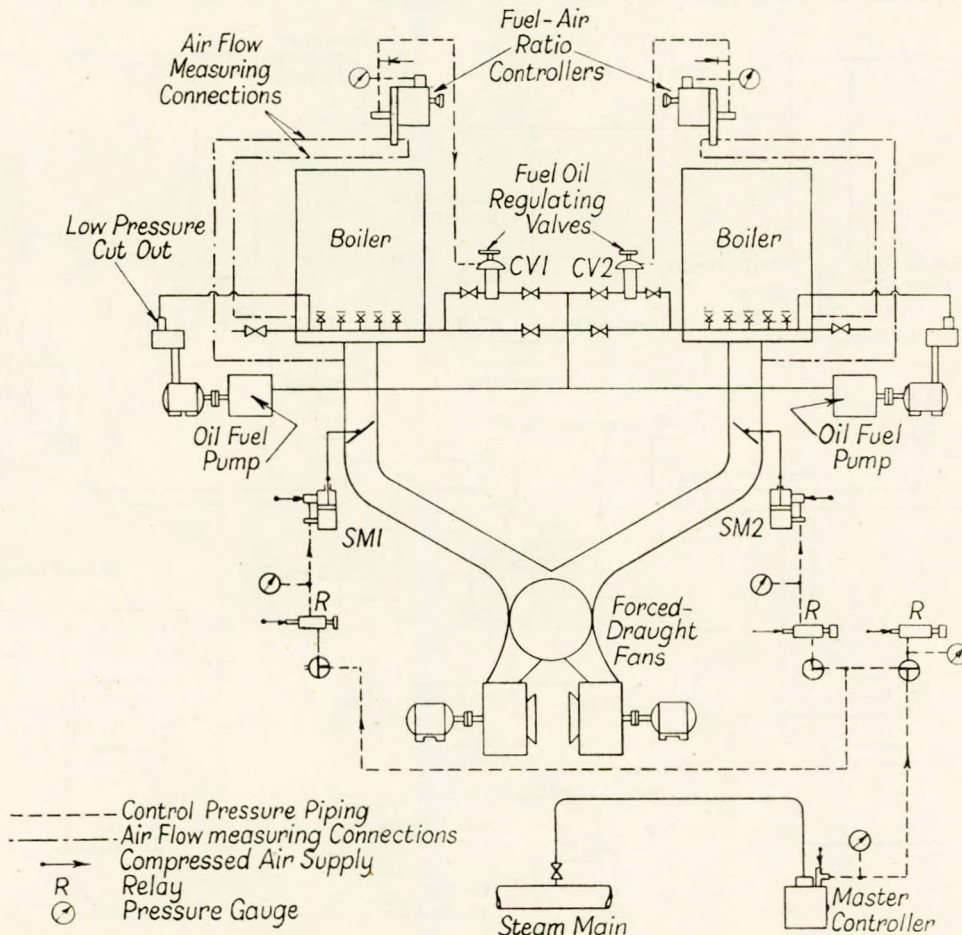 Fuel-Air
Ratio
Controllers
Air Flow
Measuring
Connections
Fuel Oil
Regulating
Valves
Low Pressure
Cut Out
Boiler
Boiler
CV1
CV2
Oil Fuel
Pump
Oil Fuel
Pump
SM1
SM2
R
Forced-
Draught
Fans
R
R
Control Pressure Piping
Air Flow measuring Connections
Compressed Air Supply
R Relay
Pressure Gauge
Steam Main
Master
Controller